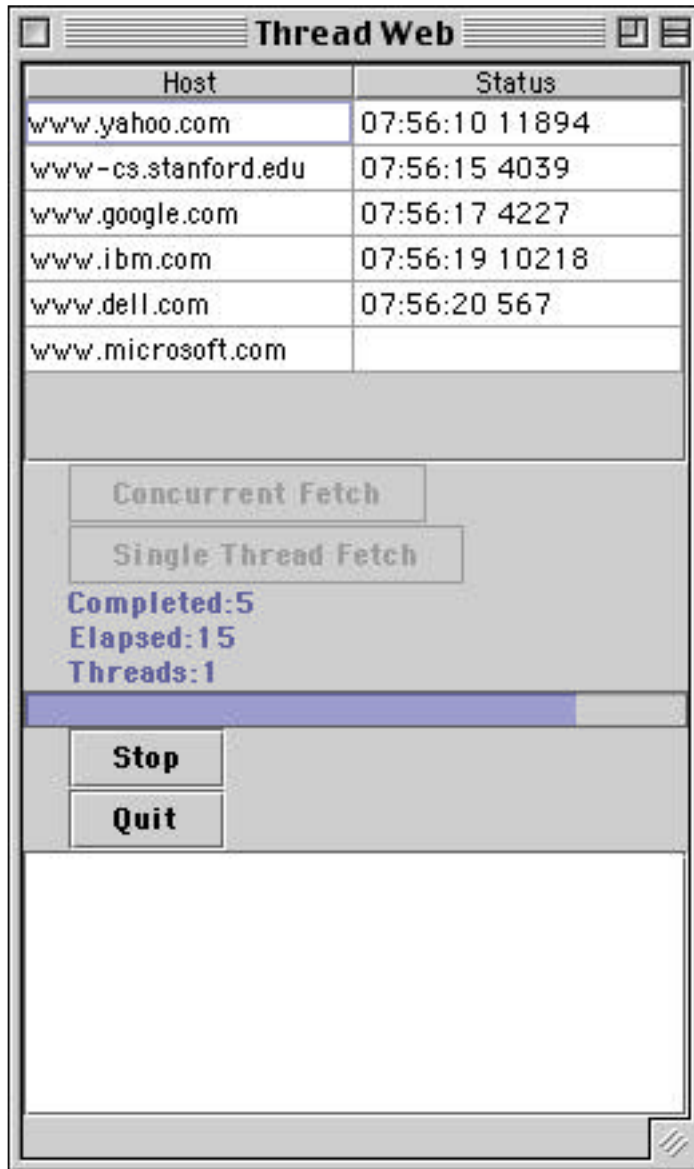 Thread Web
Host Status
www.yahoo.com 07:56:10 11894
www-cs.stanford.edu 07:56:15 4039
www.google.com 07:56:17 4227
www.ibm.com 07:56:19 10218
www.dell.com 07:56:20 567
www.microsoft.com
Concurrent Fetch
Single Thread Fetch
Completed:5
Elapsed:15
Threads:1
Stop
Quit